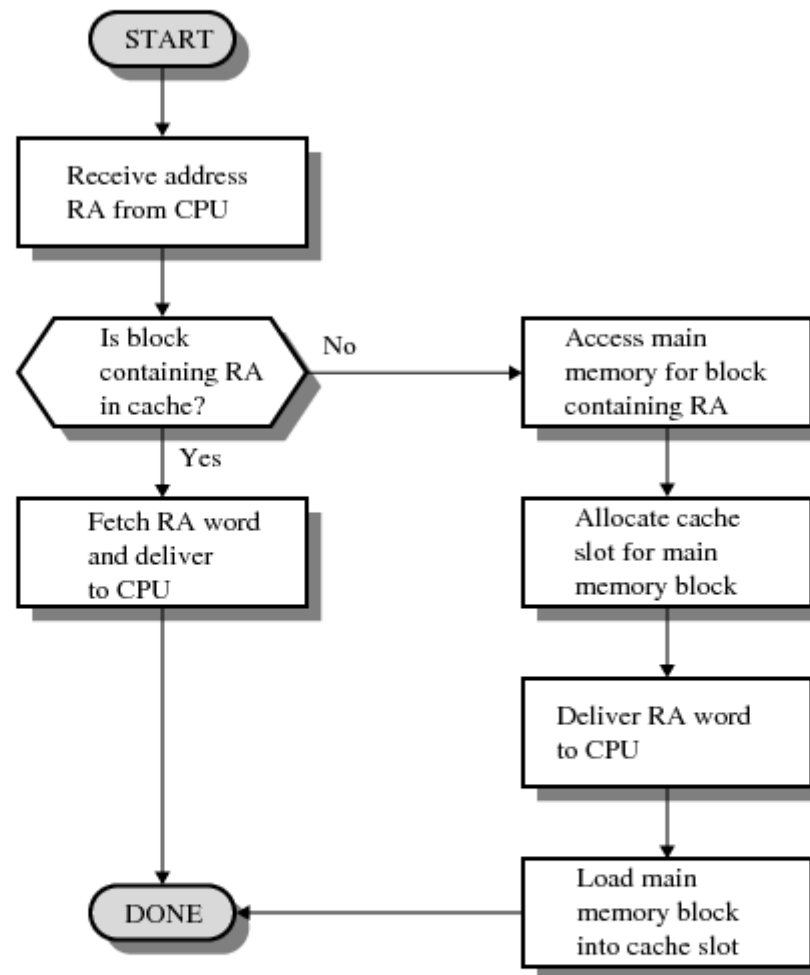 START
Receive address
RA from CPU
Is block
containing RA
in cache?
No
Yes
Access main
memory for block
containing RA
Fetch RA word
and deliver
to CPU
Allocate cache
slot for main
memory block
Deliver RA word
to CPU
Load main
memory block
into cache slot
DONE